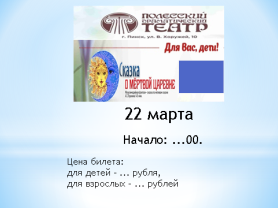 ПОЛЕССКИЙ
ДРАМАТИЧЕСКИЙ
ТЕАТР
г. Пинск, ул. В. Хоружей, 10
Для Вас, дети!
Сказка
О МЁРТВОЙ ЦАРЕВНЕ
22 марта
Начало: ...00.
Цена билета:
для детей - ... рубля,
для взрослых - ... рублей